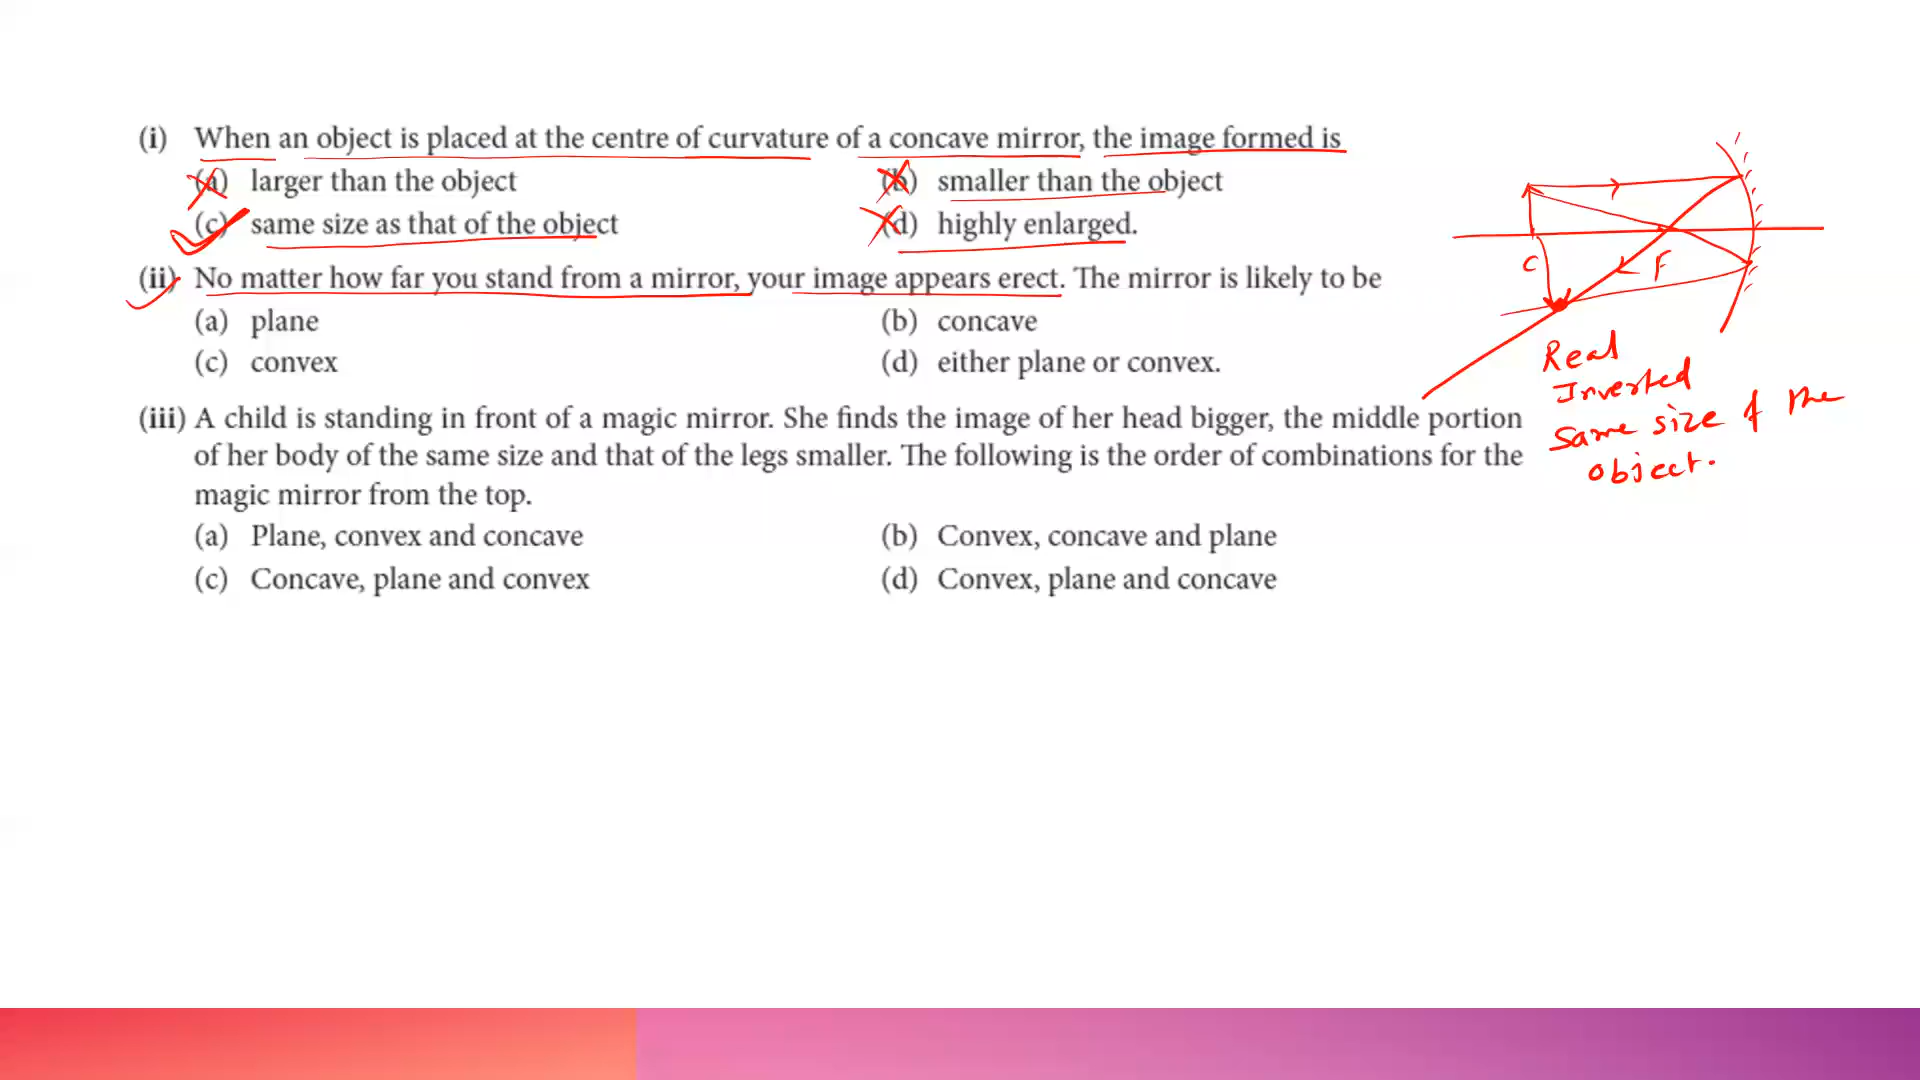 (i) When an object is placed at the centre of curvature of a concave mirror, the image formed is
(a) larger than the object (b) smaller than the object
(c) same size as that of the object (d) highly enlarged.
(ii) No matter how far you stand from a mirror, your image appears erect. The mirror is likely to be
(a) plane (b) concave
(c) convex (d) either plane or convex.
(iii) A child is standing in front of a magic mirror. She finds the image of her head bigger, the middle portion
of her body of the same size and that of the legs smaller. The following is the order of combinations for the
magic mirror from the top.
(a) Plane, convex and concave (b) Convex, concave and plane
(c) Concave, plane and convex (d) Convex, plane and concave
C F
Real
Inverted
Same size of the
object.